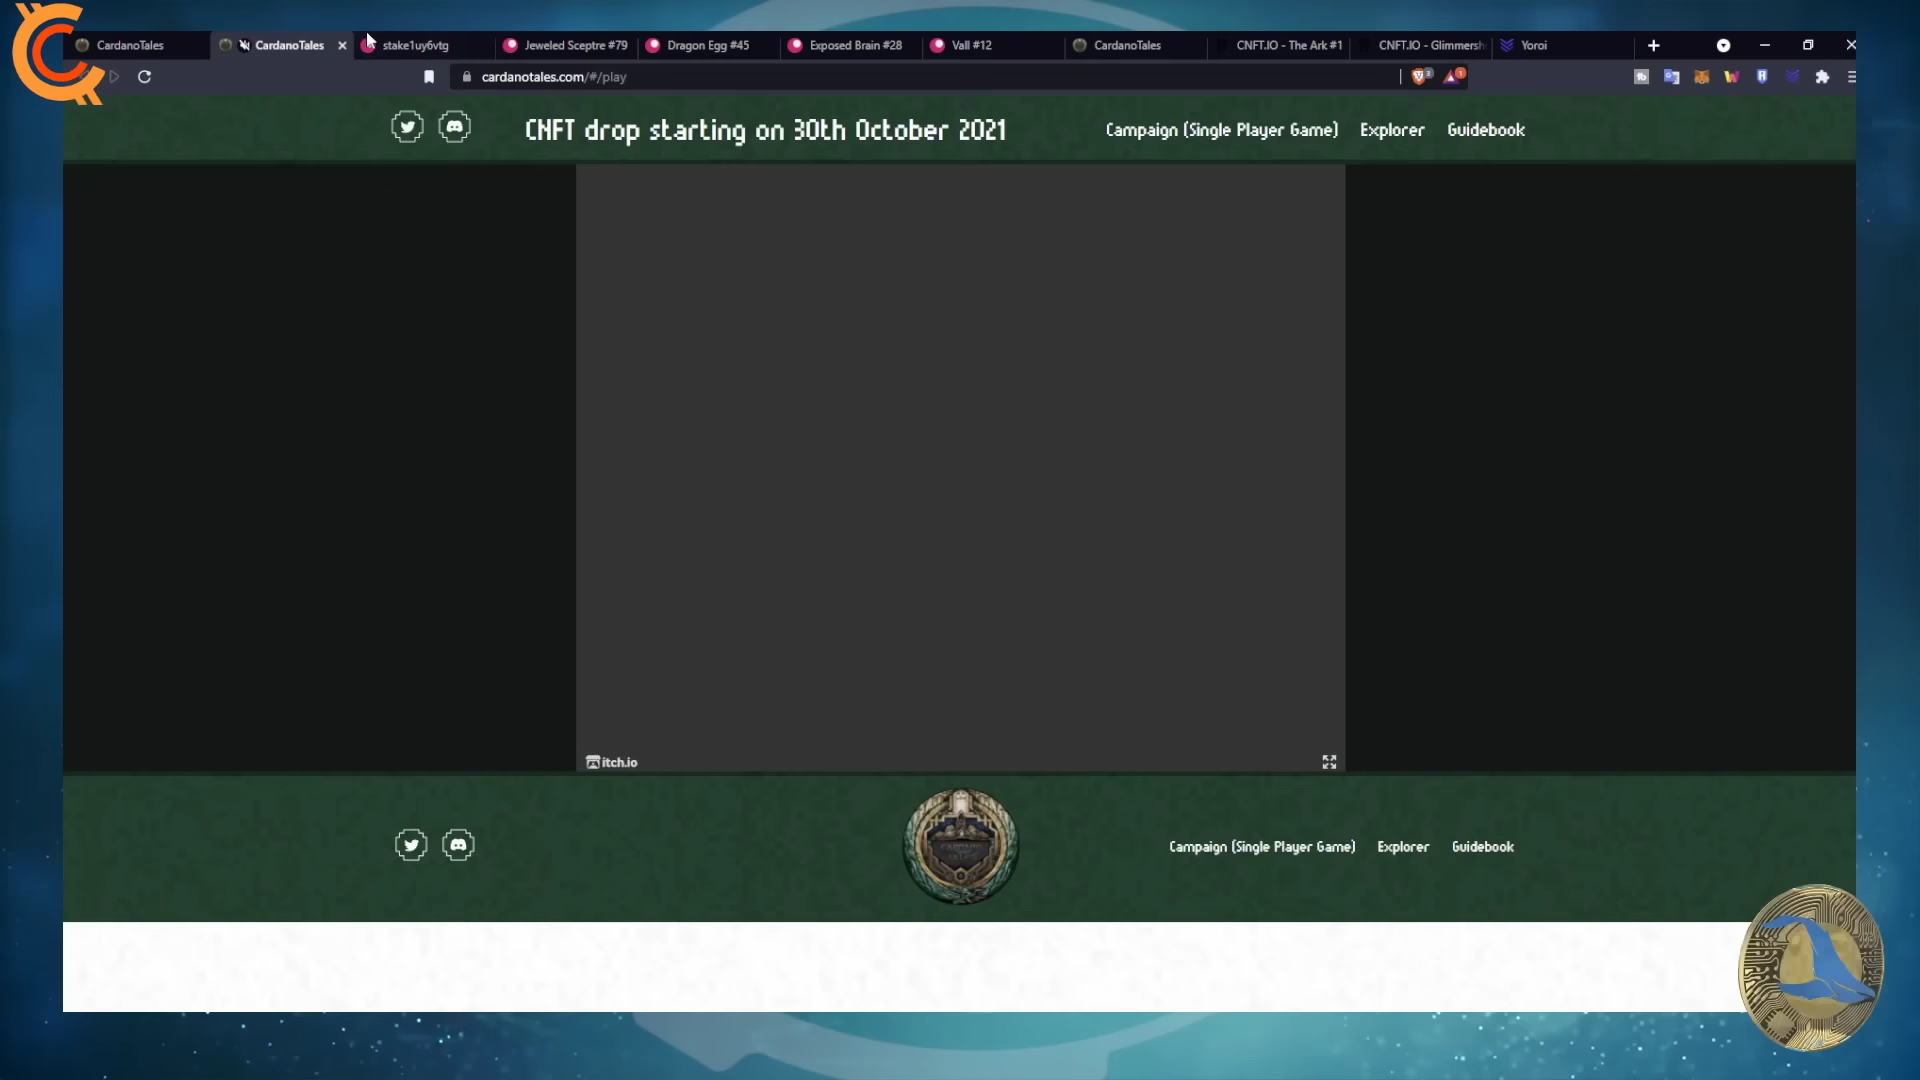 CardanoTales
CardanoTales
stake1uy6vtg
Jeweled Sceptre #79
Dragon Egg #45
Exposed Brain #28
Vall #12
CardanoTales
CNFT.IO - The Ark #1
CNFT.IO - Glimmersh
Yoroi
cardanotales.com/#/play
CNFT drop starting on 30th October 2021
Campaign (Single Player Game)
Explorer
Guidebook
itch.io
Campaign (Single Player Game)
Explorer
Guidebook